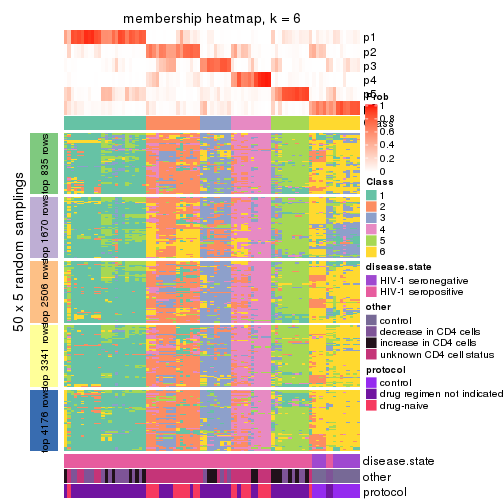 membership heatmap, k = 6
p1
p2
p3
p4
p5
Prob
1
0.8
0.6
0.4
0.2
0
Class
1
2
3
4
5
6
disease.state
HIV-1 seronegative
HIV-1 seropositive
other
control
decrease in CD4 cells
increase in CD4 cells
unknown CD4 cell status
protocol
control
drug regimen not indicated
drug-naive
50 x 5 random samplings
top 835 rows
top 1670 rows
top 2506 rows
top 3341 rows
top 4176 rows
disease.state
other
protocol